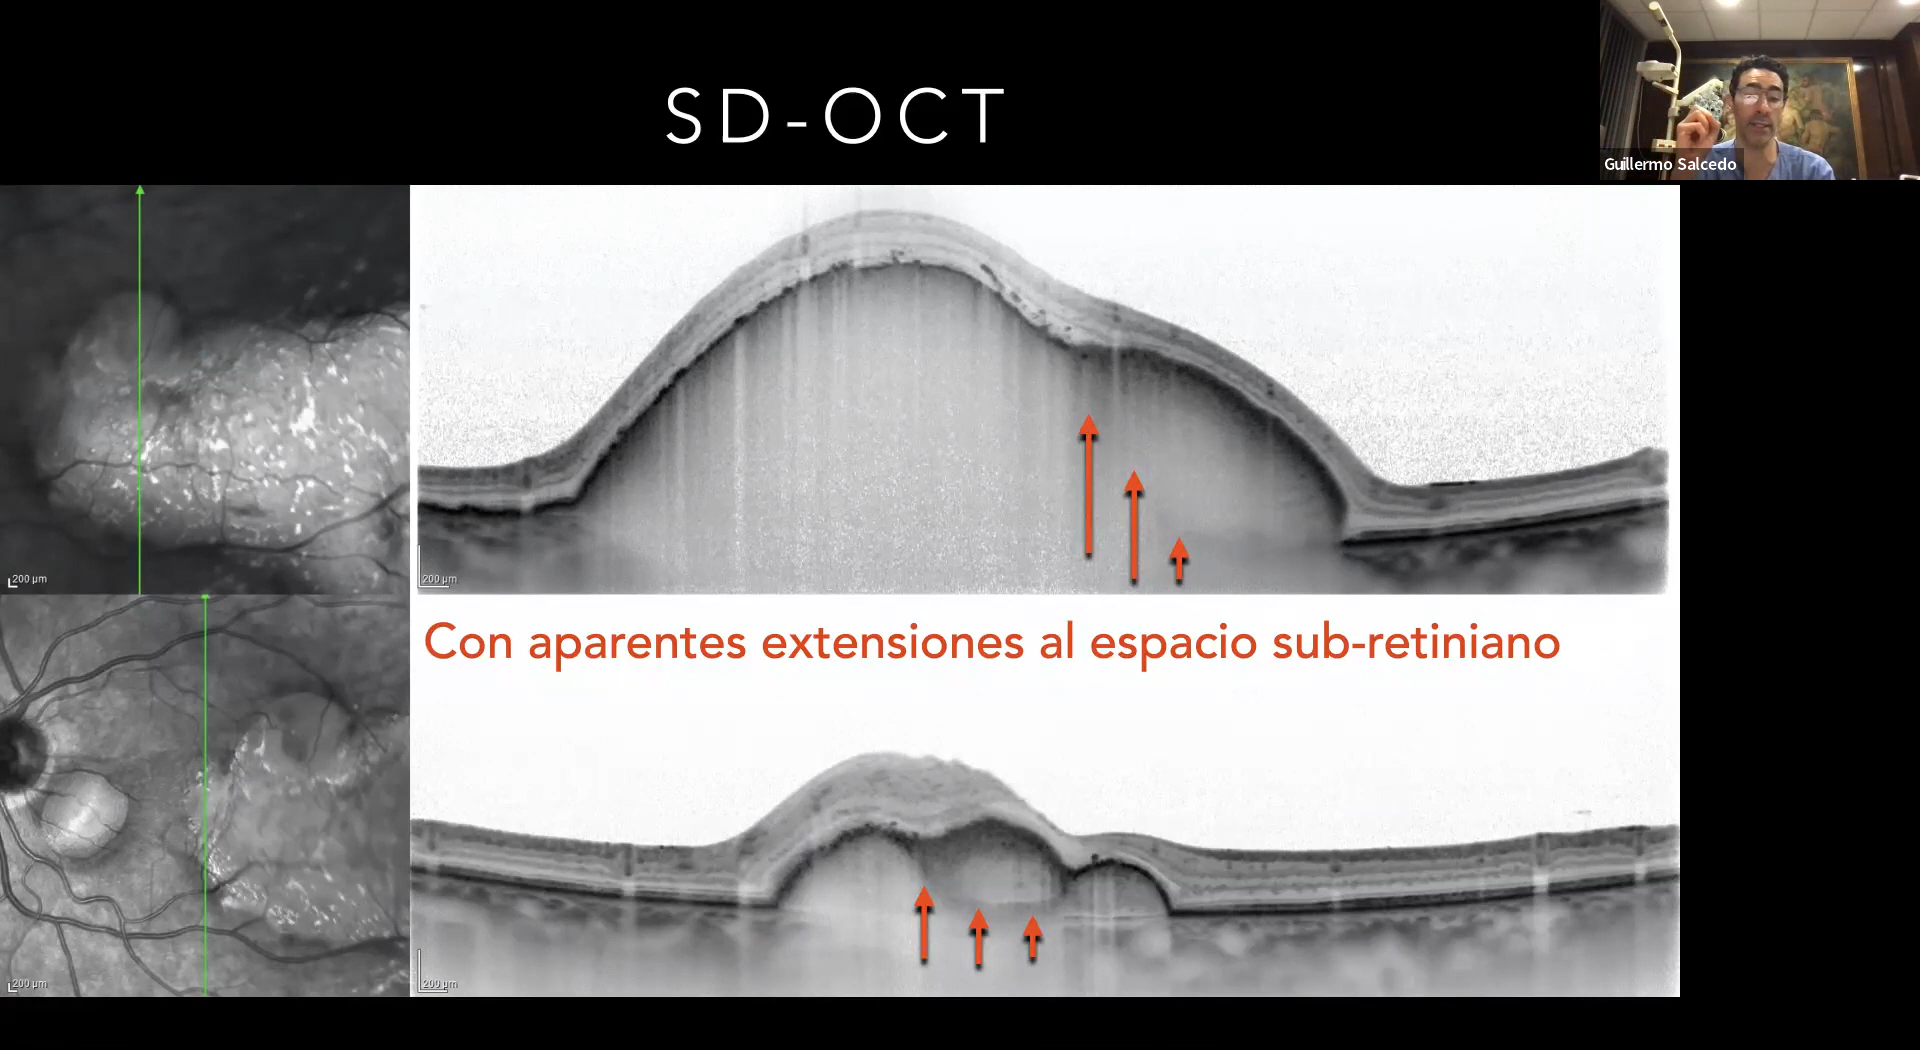 SD-OCT
Guillermo Salcedo
200 µm
200 µm
Con aparentes extensiones al espacio sub-retiniano
200 µm
200 µm